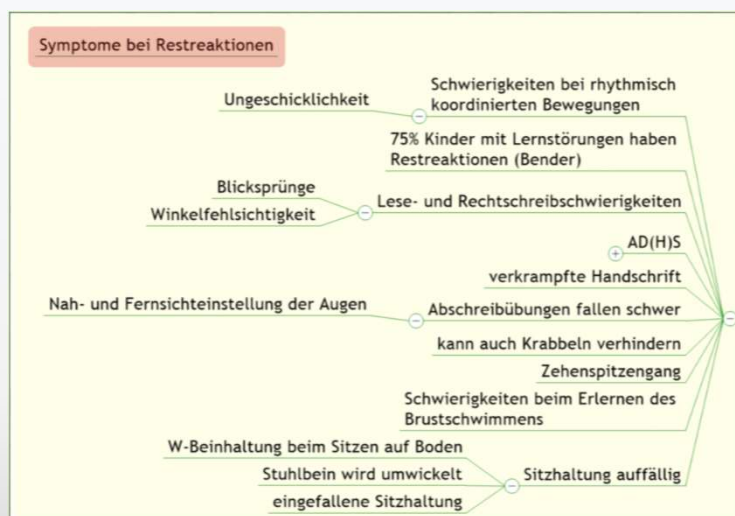 Symptome bei Restreaktionen
Ungeschicklichkeit
Schwierigkeiten bei rhythmisch
koordinierten Bewegungen
75% Kinder mit Lernstörungen haben
Restreaktionen (Bender)
Blicksprünge
Winkelfehlsichtigkeit
Lese- und Rechtschreibschwierigkeiten
AD(H)S
verkrampfte Handschrift
Nah- und Fernsichteinstellung der Augen
Abschreibübungen fallen schwer
kann auch Krabbeln verhindern
Zehenspitzengang
Schwierigkeiten beim Erlernen des
Brustschwimmens
W-Beinhaltung beim Sitzen auf Boden
Stuhlbein wird umwickelt
eingefallene Sitzhaltung
Sitzhaltung auffällig